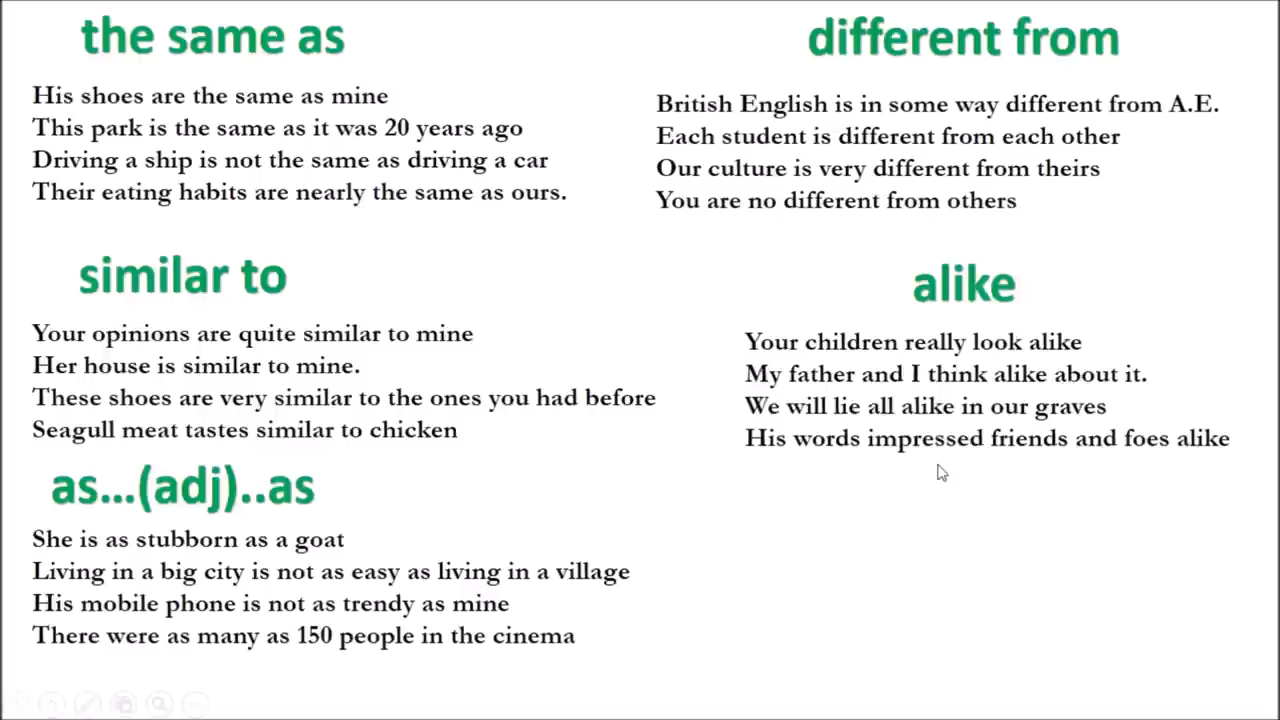 the same as
His shoes are the same as mine
This park is the same as it was 20 years ago
Driving a ship is not the same as driving a car
Their eating habits are nearly the same as ours.
similar to
Your opinions are quite similar to mine
Her house is similar to mine.
These shoes are very similar to the ones you had before
Seagull meat tastes similar to chicken
as...(adj)..as
She is as stubborn as a goat
Living in a big city is not as easy as living in a village
His mobile phone is not as trendy as mine
There were as many as 150 people in the cinema
different from
British English is in some way different from A.E.
Each student is different from each other
Our culture is very different from theirs
You are no different from others
alike
Your children really look alike
My father and I think alike about it.
We will lie all alike in our graves
His words impressed friends and foes alike